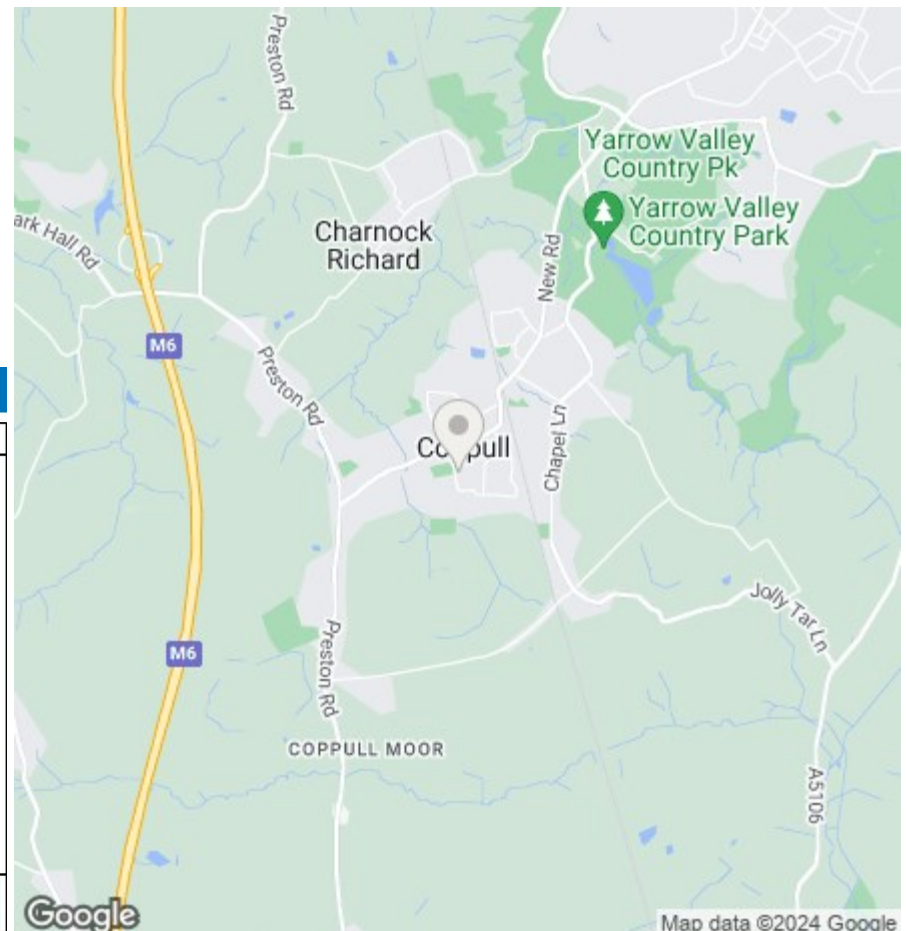 Preston Rd
Yarrow Valley
Country Pk
Yarrow Valley
Country Park
Charnock
Richard
New Rd
ark Hall Rd
M6
Preston Rd
Chapel Ln
Jolly Tar Ln
M6
Preston Rd
COPPULL MOOR
A5106
Google
Map data ©2024 Google